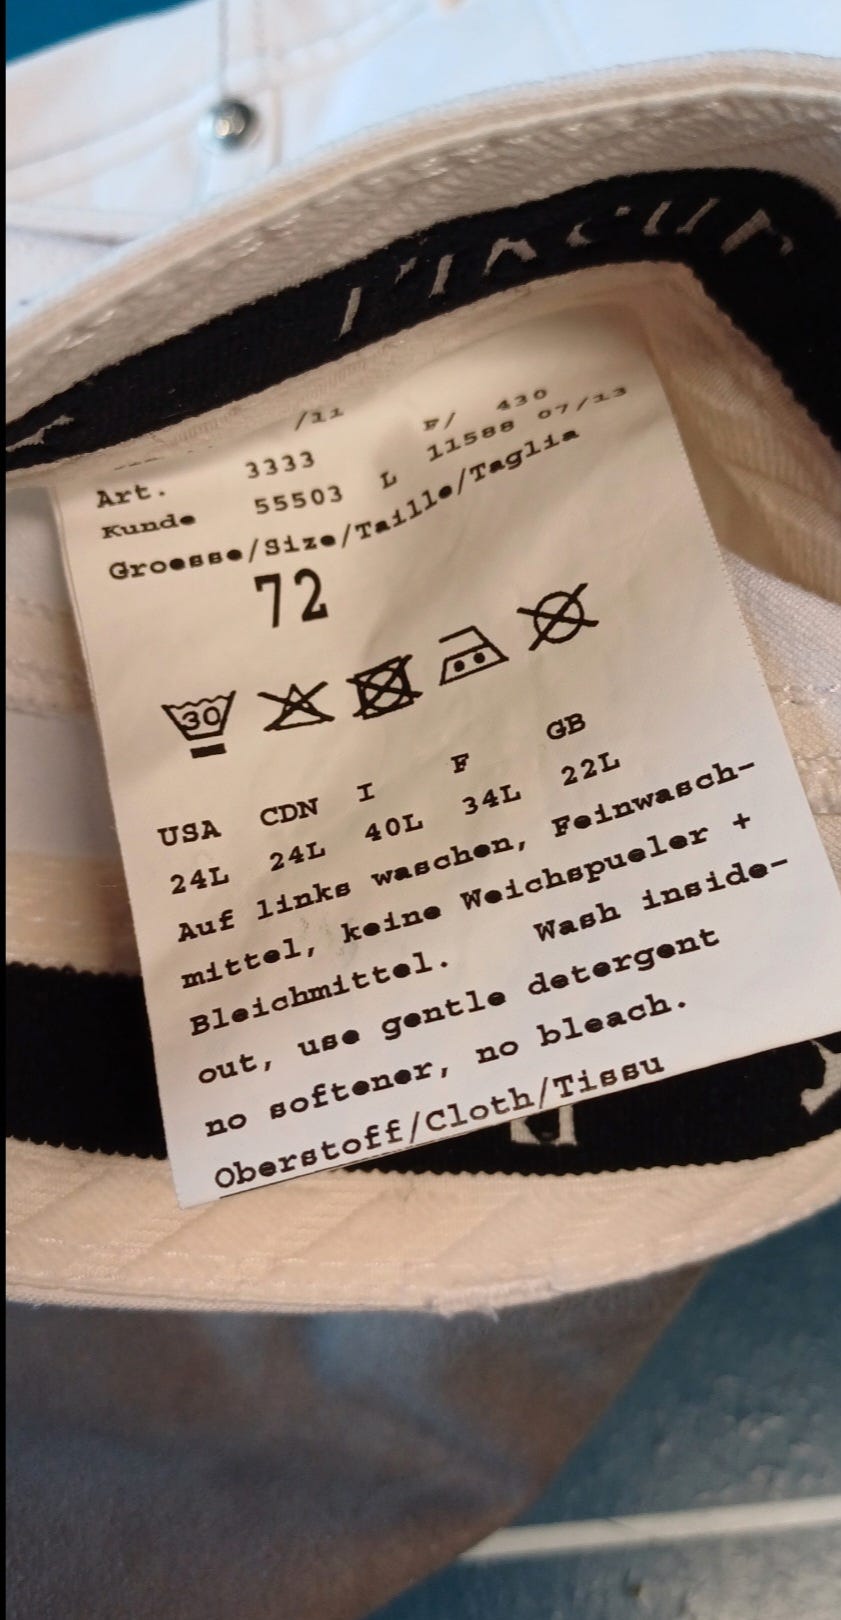 /11 F/ 430
Art. 3333 L 11588 07/13
Kunde 55503
Groesse/Size/Taille/Taglia
72
30
USA CDN I F GB
24L 24L 40L 34L 22L
Auf links waschen, Feinwasch-
mittel, keine Weichspueler +
Bleichmittel. Wash inside-
out, use gentle detergent
no softener, no bleach.
Oberstoff/Cloth/Tissu